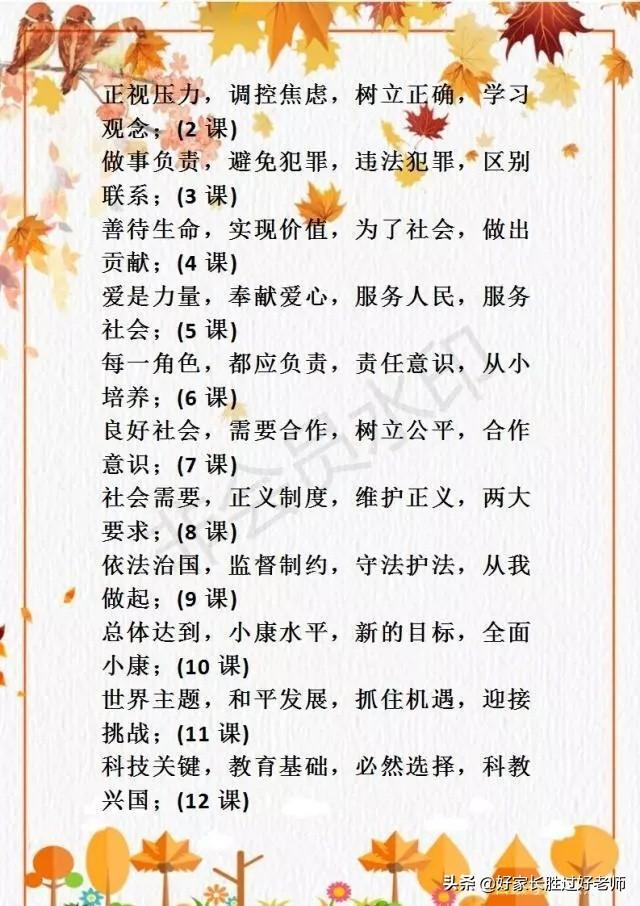 正视压力，调控焦虑，树立正确，学习
观念；(2 课)
做事负责，避免犯罪，违法犯罪，区别
联系；(3 课)
善待生命，实现价值，为了社会，做出
贡献；(4 课)
爱是力量，奉献爱心，服务人民，服务
社会；(5 课)
每一角色，都应负责，责任意识，从小
培养；(6 课)
良好社会，需要合作，树立公平，合作
意识；(7 课)
社会需要，正义制度，维护正义，两大
要求；(8 课)
依法治国，监督制约，守法护法，从我
做起；(9 课)
总体达到，小康水平，新的目标，全面
小康；(10 课)
世界主题，和平发展，抓住机遇，迎接
挑战；(11 课)
科技关键，教育基础，必然选择，科教
兴国；(12 课)
非会员水印
头条 @好家长胜过好老师